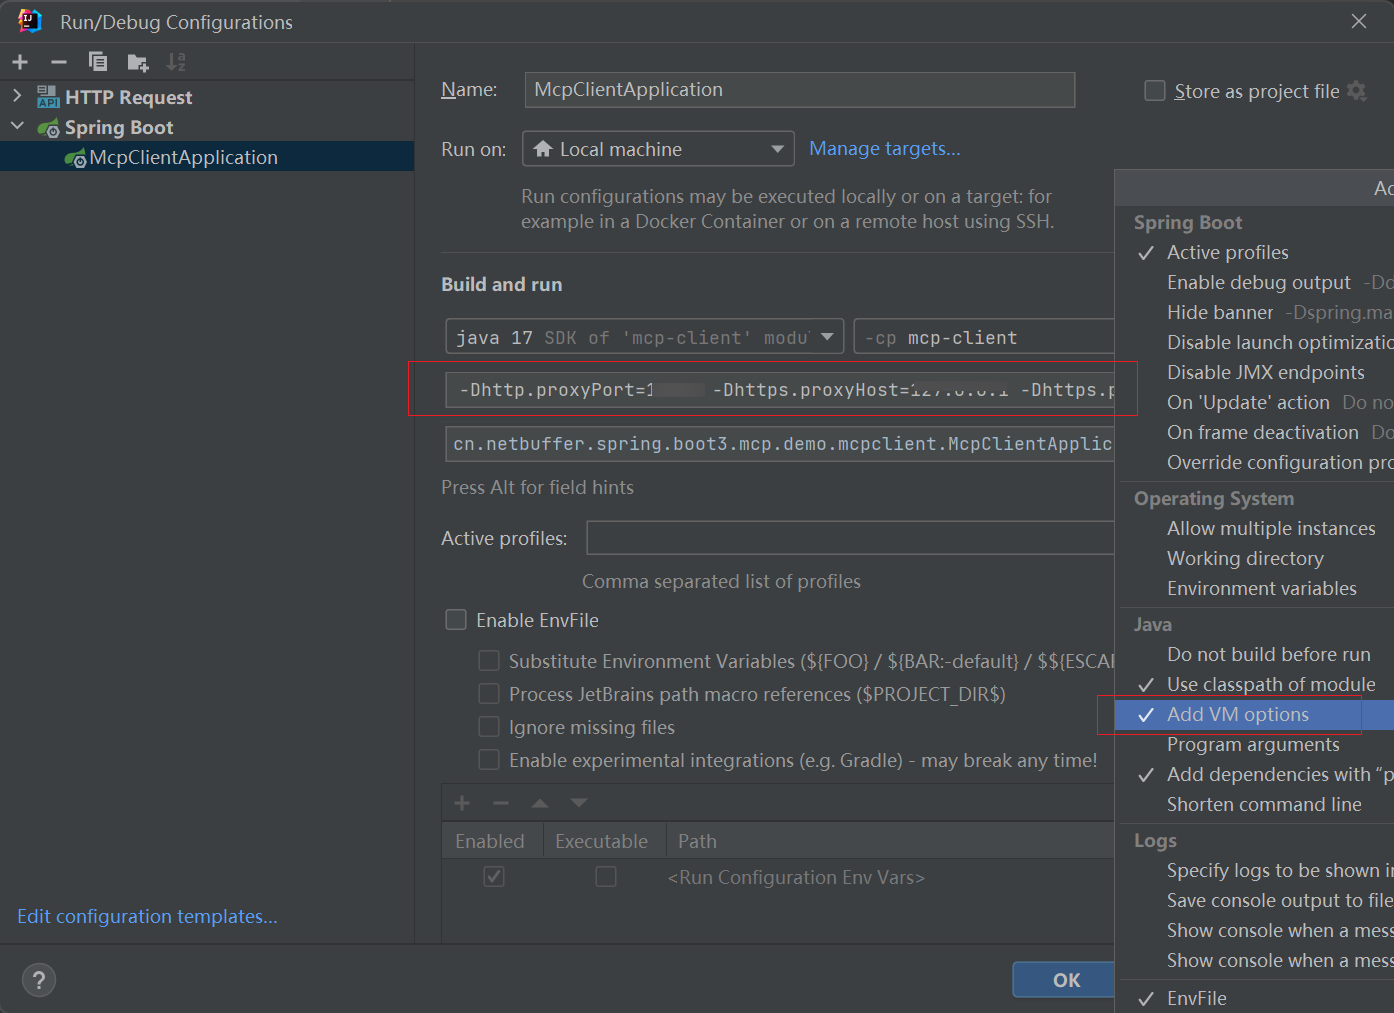 Run/Debug Configurations
HTTP Request
Spring Boot
McpClientApplication
Edit configuration templates...
Name:
McpClientApplication
Store as project file
Run on:
Local machine
Manage targets...
Run configurations may be executed locally or on a target: for
example in a Docker Container or on a remote host using SSH.
Build and run
java 17 SDK of 'mcp-client' modu
-cp mcp-client
-Dhttp.proxyPort=1 -Dhttps.proxyHost= -Dhttps.p
cn.netbuffer.spring.boot3.mcp.demo.mcpclient.McpClientApplic
Press Alt for field hints
Active profiles:
Comma separated list of profiles
Enable EnvFile
Substitute Environment Variables (${FOO} / ${BAR:-default} / $${ESCAP
Process JetBrains path macro references ($PROJECT_DIR$)
Ignore missing files
Enable experimental integrations (e.g. Gradle) - may break any time!
Enabled Executable Path
<Run Configuration Env Vars>
OK
Ad
Spring Boot
Active profiles
Enable debug output -Dd
Hide banner -Dspring.ma
Disable launch optimizatio
Disable JMX endpoints
On 'Update' action Do no
On frame deactivation Do
Override configuration pro
Operating System
Allow multiple instances
Working directory
Environment variables
Java
Do not build before run
Use classpath of module
Add VM options
Program arguments
Add dependencies with “p
Shorten command line
Logs
Specify logs to be shown in
Save console output to file
Show console when a mess
Show console when a mess
EnvFile